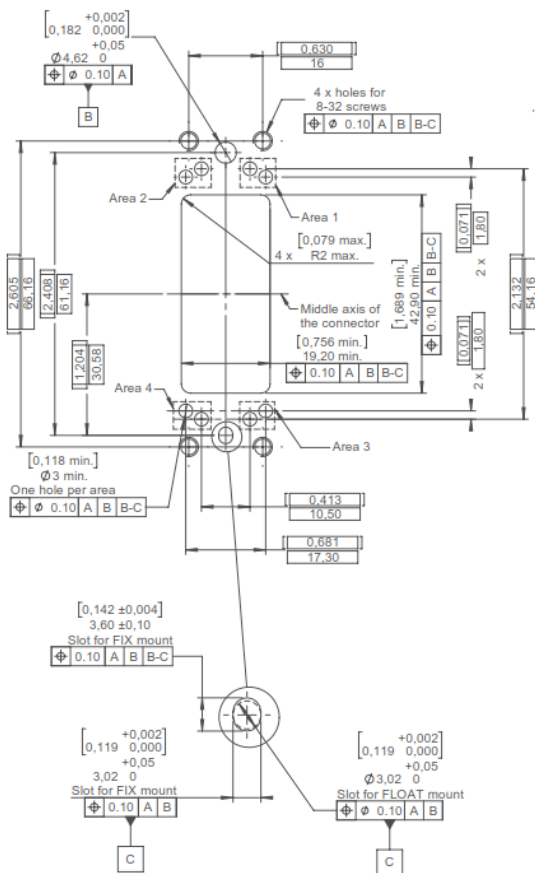 +0,002
[0,182 0,000]
+0,05
Ø4,62 0
⌖ ø 0.10 A
B
[0,630]
16
4 x holes for
8-32 screws
⌖ ø 0.10 A B B-C
Area 2
Area 1
[0,079 max.]
4 x R2 max.
[2,605]
66,16
[2,408]
61,16
[1,204]
30,58
Middle axis of
the connector
[0,756 min.]
19,20 min.
⌖ 0.10 A B B-C
[1,689 min.]
42,90 min.
⌖ 0.10 A B B-C
[0,071]
1,80
2 x
[0,071]
1,80
2 x
[2,132]
54,16
Area 4
Area 3
[0,118 min.]
Ø3 min.
One hole per area
⌖ ø 0.10 A B B-C
[0,413]
10,50
[0,681]
17,30
[0,142 ±0,004]
3,60 ±0,10
Slot for FIX mount
⌖ 0.10 A B B-C
+0,002
[0,119 0,000]
+0,05
3,02 0
Slot for FIX mount
⌖ 0.10 A B
C
+0,002
[0,119 0,000]
+0,05
Ø3,02 0
Slot for FLOAT mount
⌖ ø 0.10 A B
C